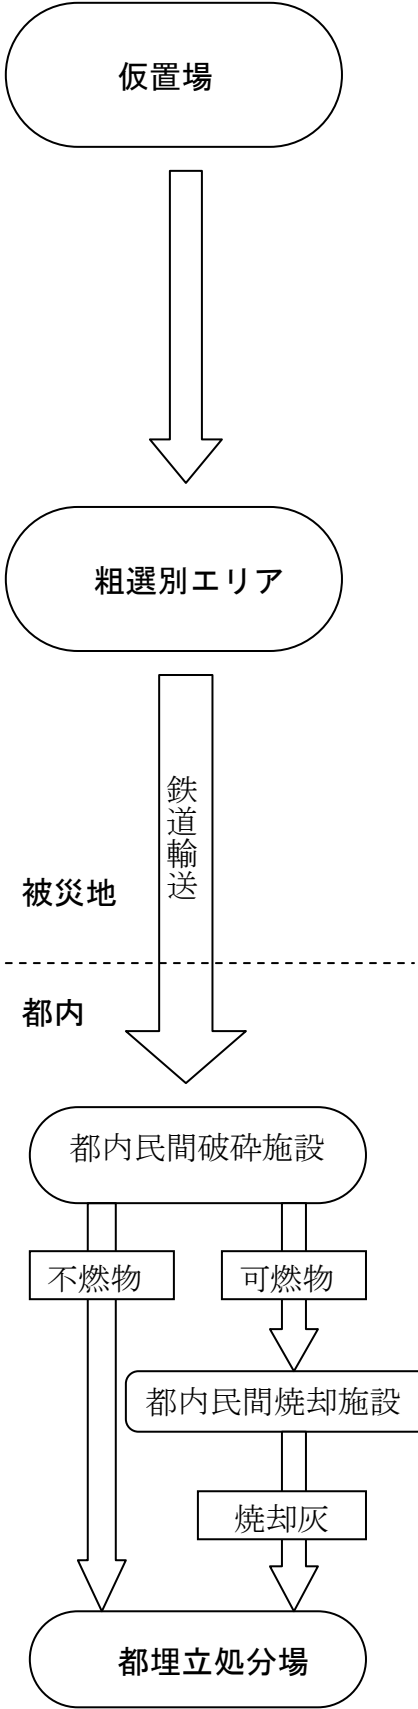 仮置場
粗選別エリア
鉄道輸送
被災地
都内
都内民間破砕施設
不燃物
可燃物
都内民間焼却施設
焼却灰
都埋立処分場